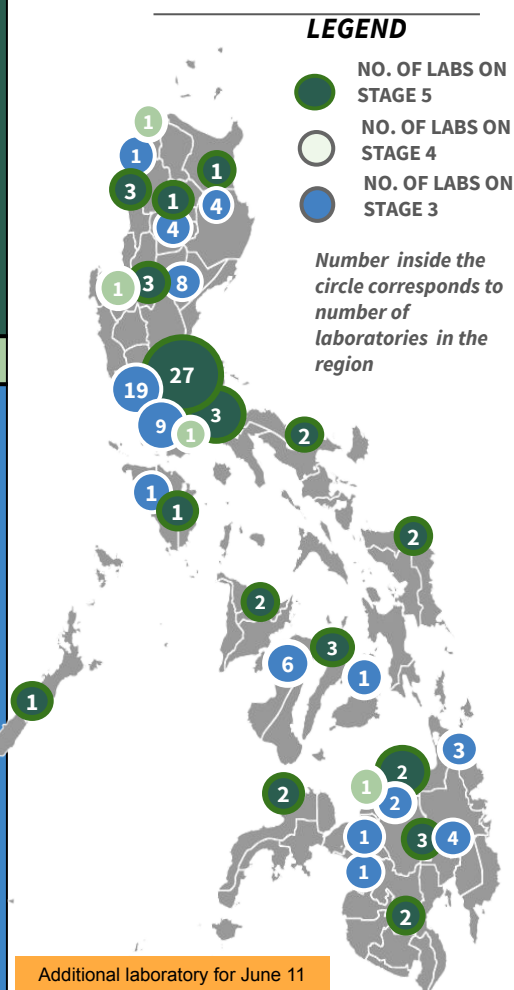 LEGEND
NO. OF LABS ON
STAGE 5
NO. OF LABS ON
STAGE 4
NO. OF LABS ON
STAGE 3
Number inside the
circle corresponds to
number of
laboratories in the
region
1
1
1
3
1
4
4
1
3
8
27
19
3
9
1
2
1
1
2
2
3
6
1
1
3
2
1
2
2
1
3
4
1
2
Additional laboratory for June 11